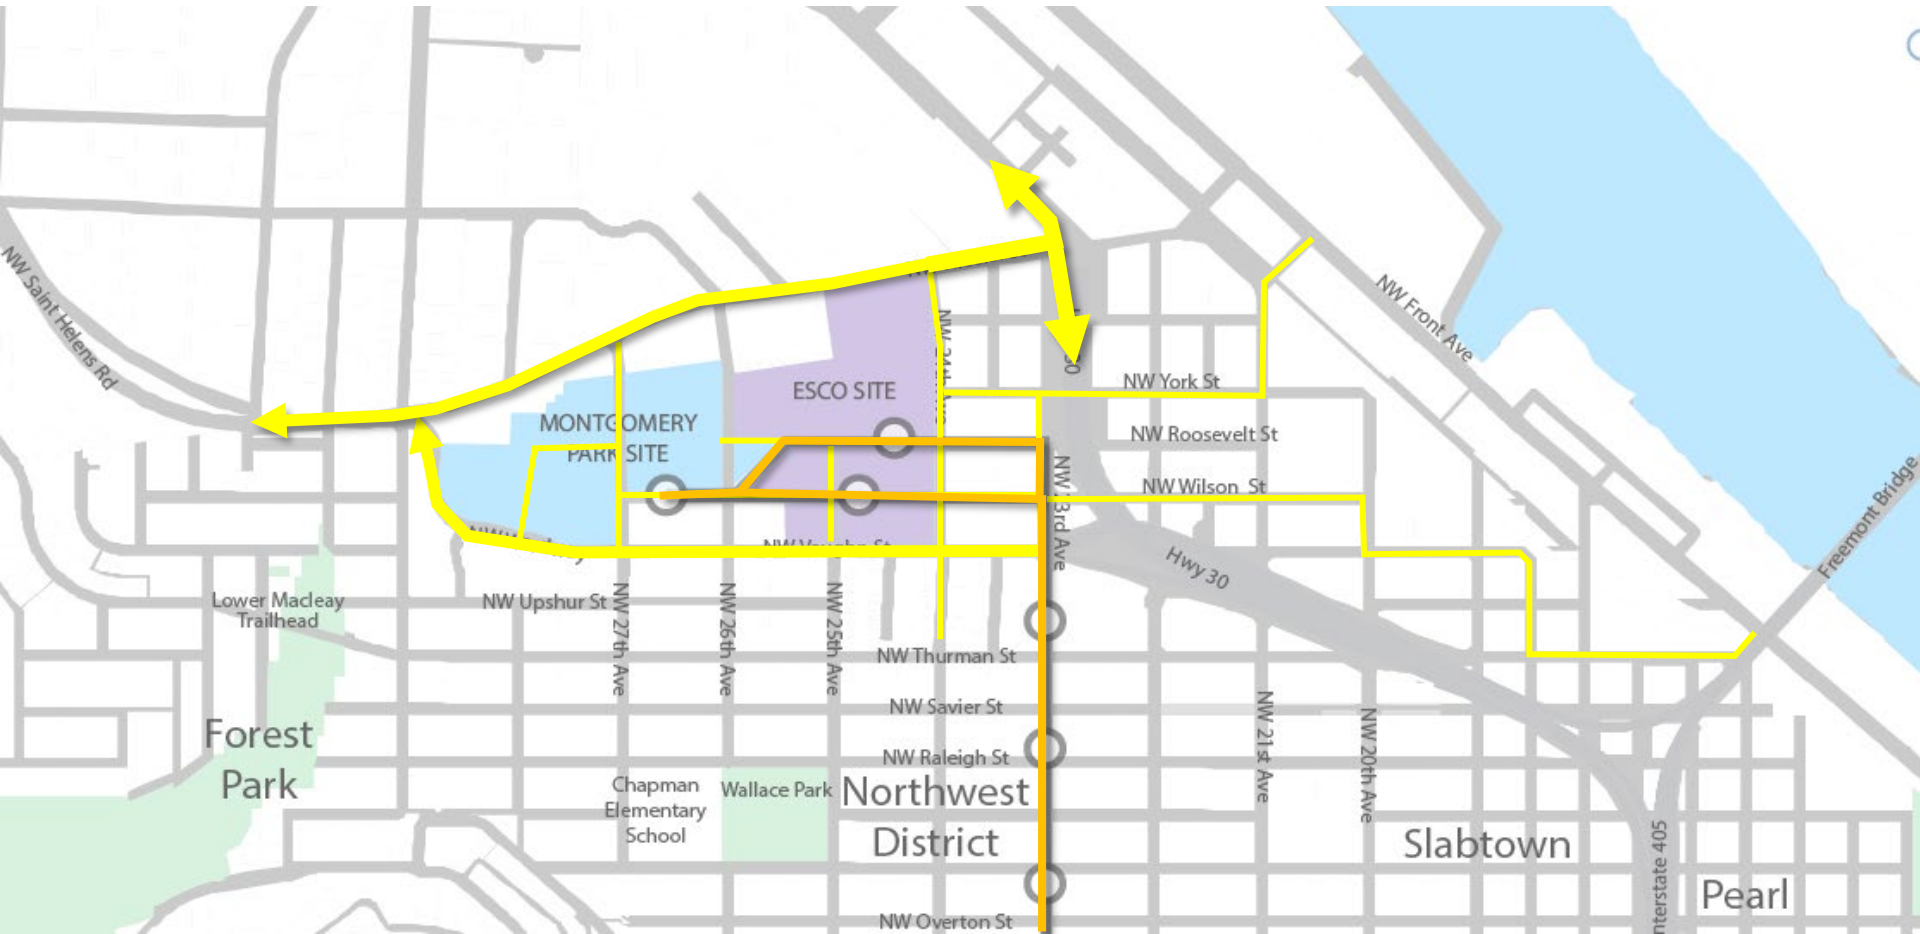 NW Saint Helens Rd
NW Front Ave
NW York St
ESCO SITE
MONTGOMERY
PARK SITE
NW Roosevelt St
NW Wilson St
NW 23rd Ave
Freemont Bridge
Hwy 30
NW Vaughn St
NW Upshur St
Lower Macleay
Trailhead
NW 27th Ave
NW 26th Ave
NW 25th Ave
NW Thurman St
NW Savier St
NW 21st Ave
NW 20th Ave
NW Raleigh St
Forest
Park
Chapman
Elementary
School
Wallace Park
Northwest
District
Slabtown
Interstate 405
Pearl
NW Overton St